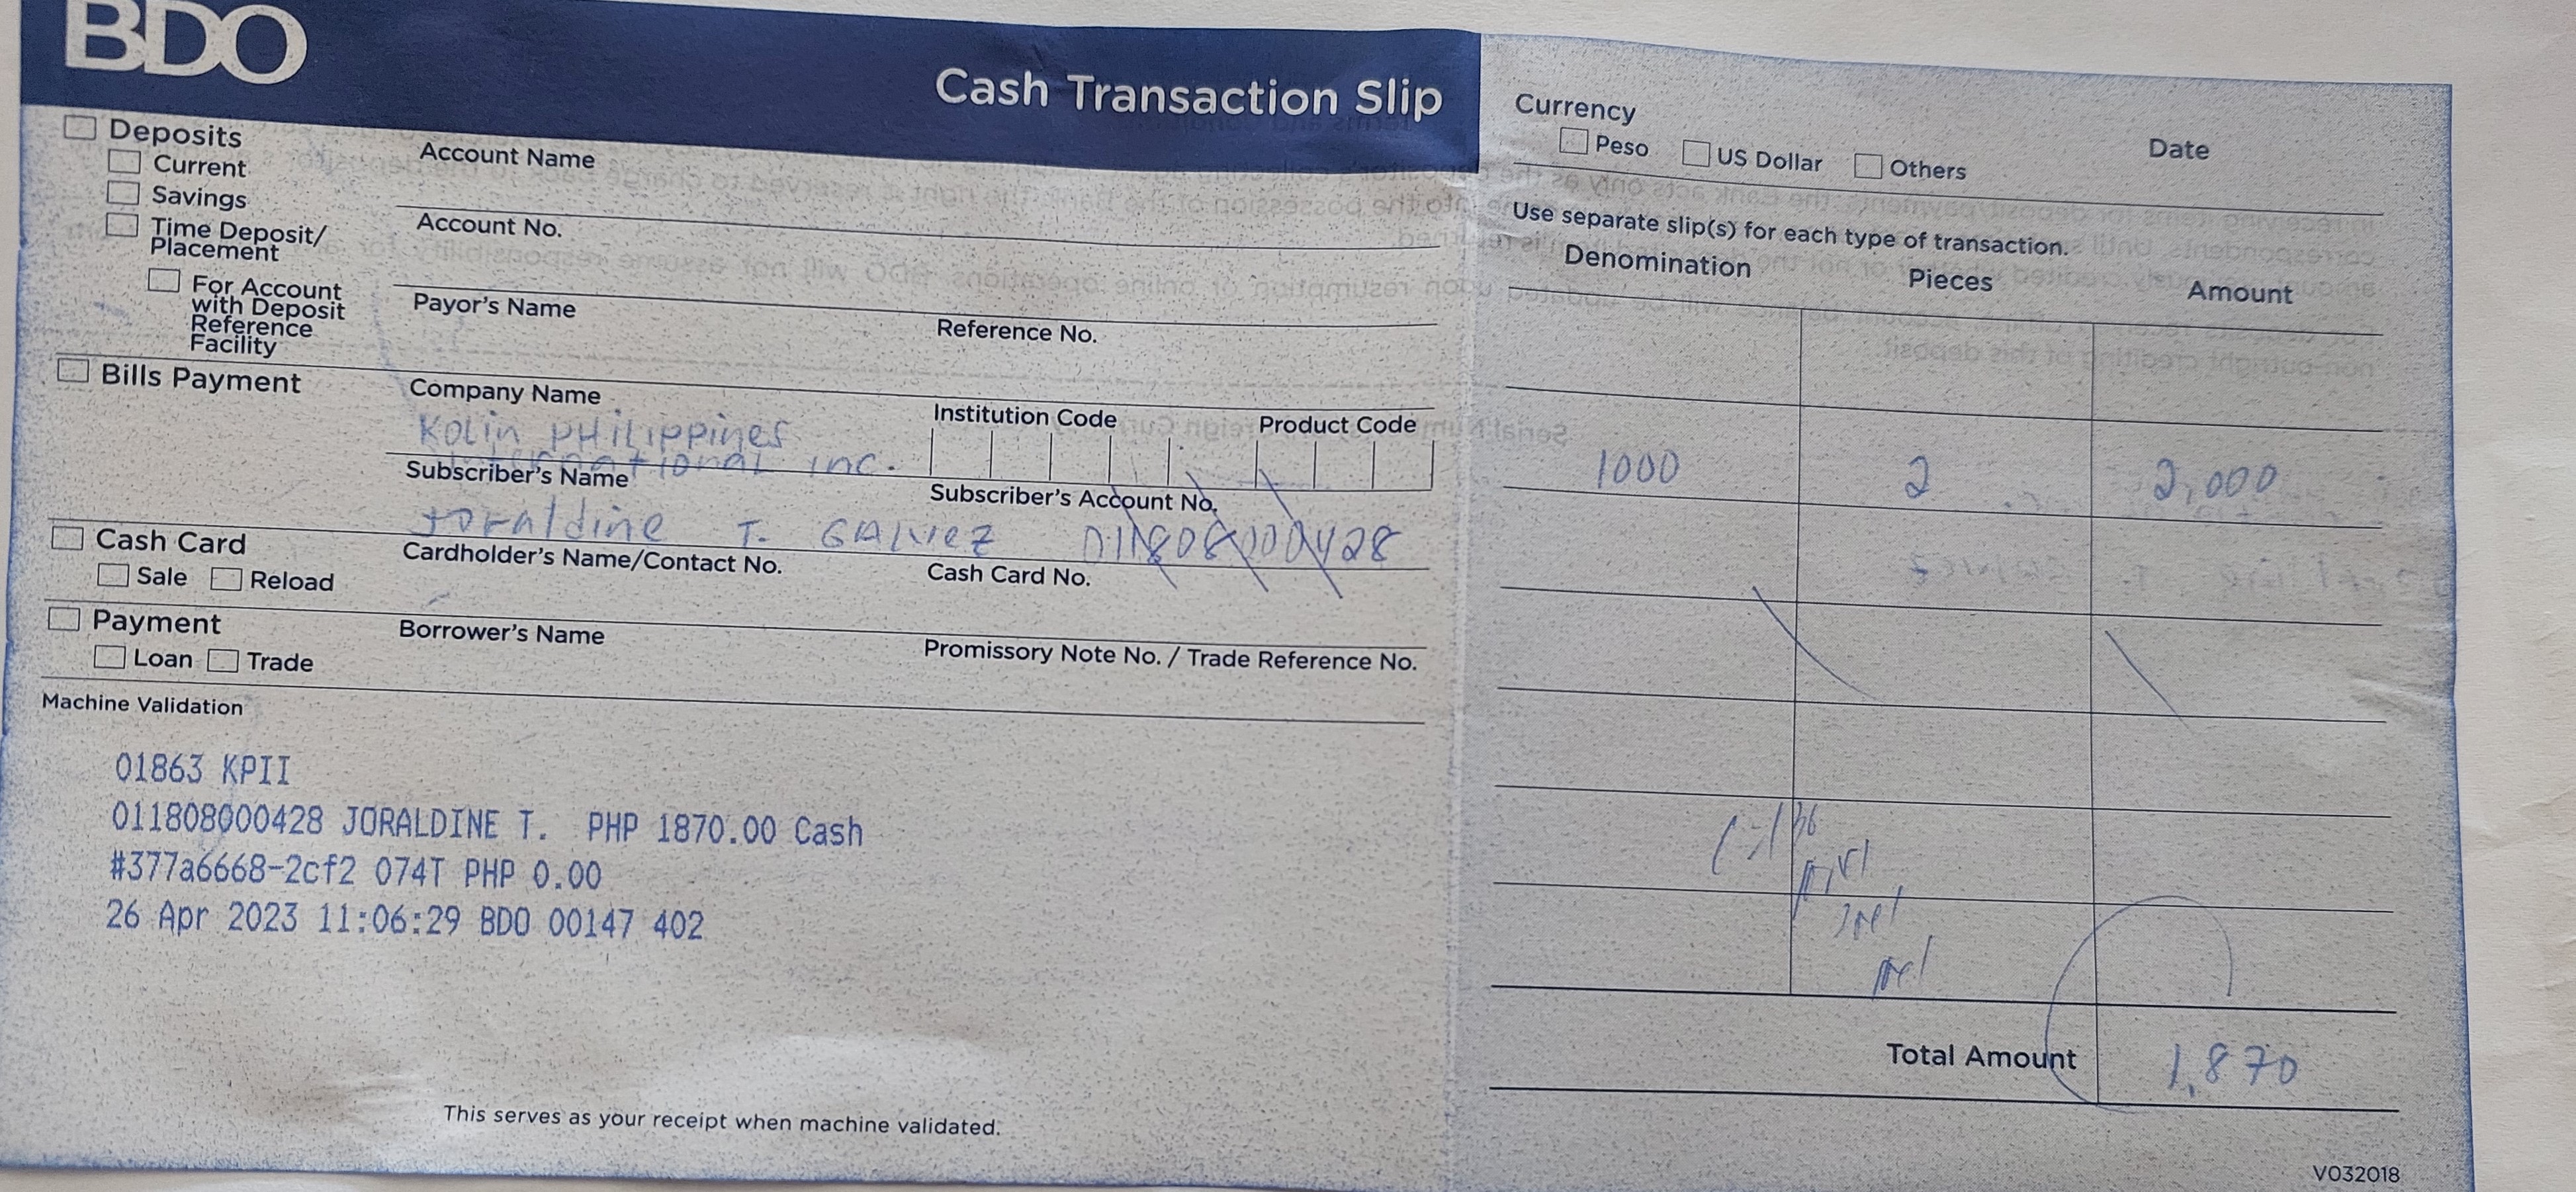 BDO
Cash Transaction Slip
Deposits
Current
Savings
Time Deposit/
Placement
For Account
with Deposit
Reference
Facility
Account Name
Account No.
Payor's Name
Reference No.
Bills Payment
Company Name
Kolin PHilippines
International inc.
Institution Code
Product Code
Subscriber's Name
Joraldine T. GAlvez
Subscriber's Account No.
011808000428
Cash Card
Sale Reload
Cardholder's Name/Contact No.
Cash Card No.
Payment
Loan Trade
Borrower's Name
Promissory Note No. / Trade Reference No.
Machine Validation
01863 KPII
011808000428 JORALDINE T. PHP 1870.00 Cash
#377a6668-2cf2 074T PHP 0.00
26 Apr 2023 11:06:29 BDO 00147 402
This serves as your receipt when machine validated.
Currency
Peso US Dollar Others
Date
Use separate slip(s) for each type of transaction.
Denomination Pieces Amount
1000 2 2,000
Total Amount 1,870
V032018